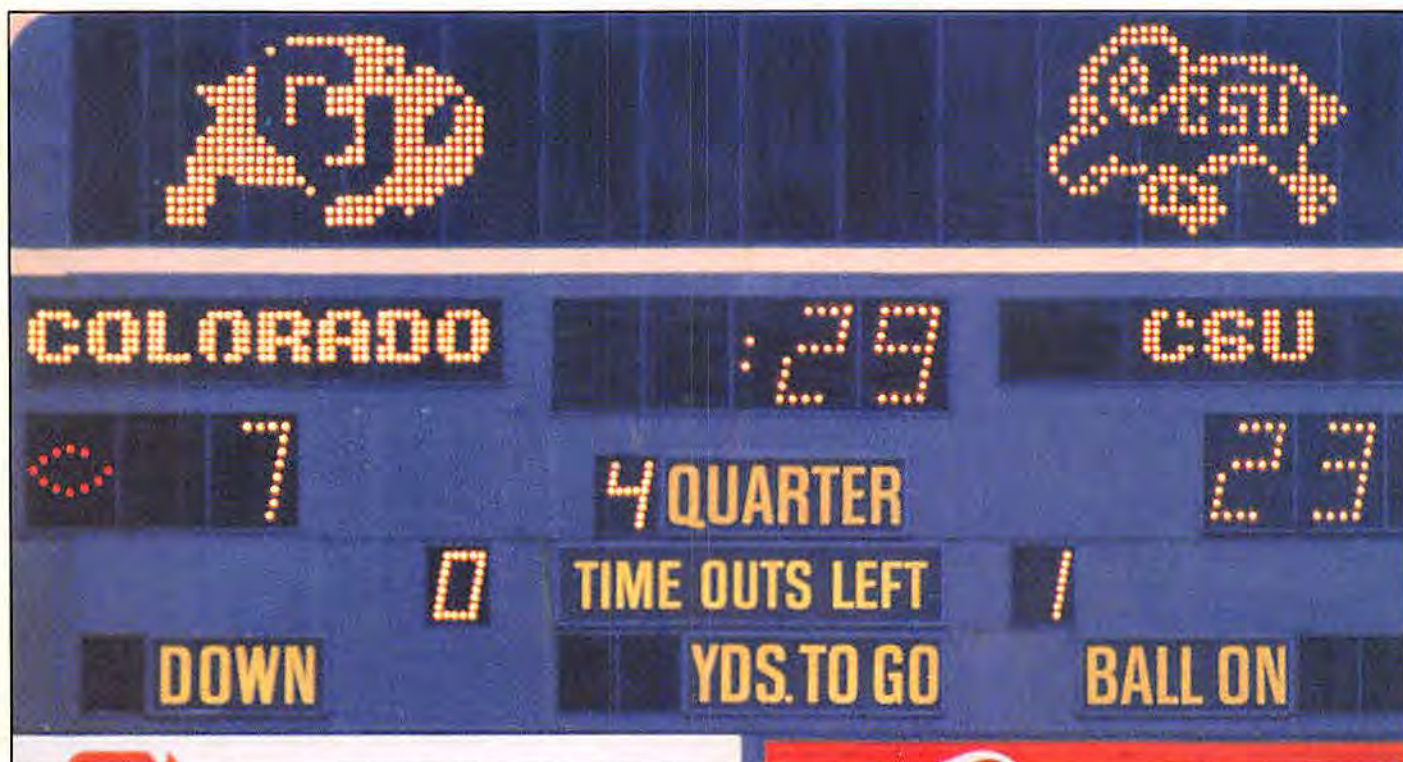 CU
CSU
COLORADO :29 CSU
7 4 QUARTER 23
0 TIME OUTS LEFT 1
DOWN YDS. TO GO BALL ON